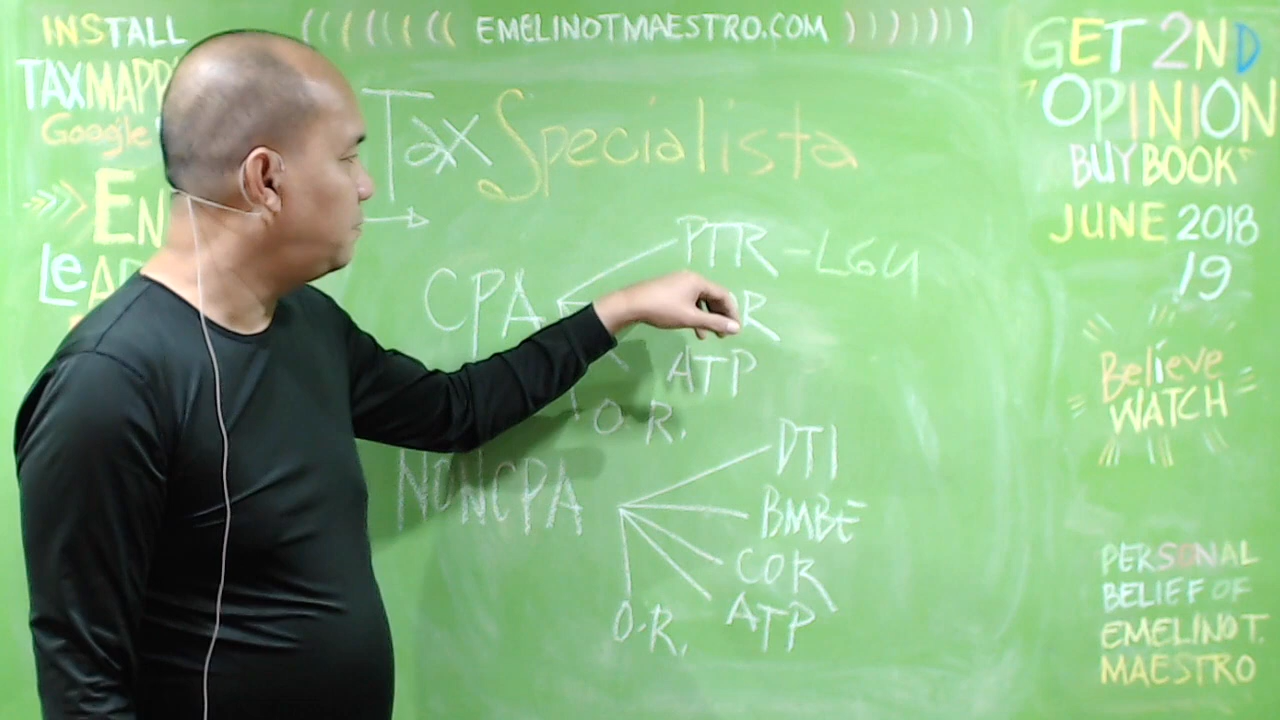 INSTALL
TAXMAPP
Google
EN
LEA
(((((((( EMELINOTMAESTRO.COM ))))))))
Tax Specialista
CPA
PTR - LGU
R
ATP
O.R.
NONCPA
DTI
BMBE
COR
ATP
O.R.
GET 2ND
OPINION
BUY BOOK
JUNE 2018
19
Believe
WATCH
PERSONAL
BELIEF OF
EMELINO T.
MAESTRO